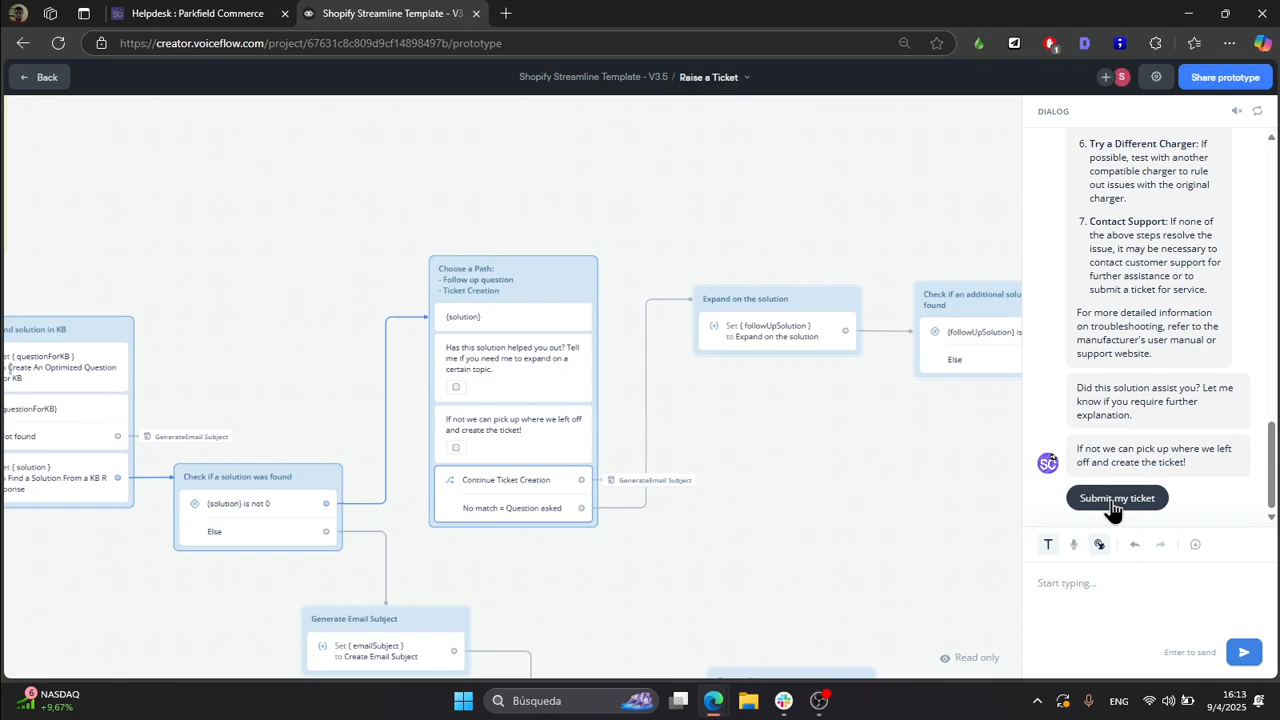 Helpdesk : Parkfield Commerce
Shopify Streamline Template - V3.
https://creator.voiceflow.com/project/67631c8c809d9cf14898497b/prototype
1
Back
Shopify Streamline Template - V3.5 / Raise a Ticket
S
Share prototype
DIALOG
6. Try a Different Charger: If
possible, test with another
compatible charger to rule
out issues with the original
charger.
7. Contact Support: If none of
the above steps resolve the
issue, it may be necessary to
contact customer support for
further assistance or to
submit a ticket for service.
For more detailed information
on troubleshooting, refer to the
manufacturer's user manual or
support website.
Did this solution assist you? Let me
know if you require further
explanation.
If not we can pick up where we left
off and create the ticket!
SC
Submit my ticket
Start typing...
Enter to send
nd solution in KB
et { questionForKB }
Create An Optimized Question
or KB
questionForKB}
ot found
GenerateEmail Subject
et { solution }
Find a Solution From a KB R
ponse
Check if a solution was found
{solution} is not 0
Else
Choose a Path:
- Follow up question
- Ticket Creation
{solution}
Has this solution helped you out? Tell
me if you need me to expand on a
certain topic.
If not we can pick up where we left off
and create the ticket!
Continue Ticket Creation
GenerateEmail Subject
No match = Question asked
Expand on the solution
Set { followUpSolution }
to Expand on the solution
Check if an additional solu
found
{followUpSolution} is
Else
Generate Email Subject
Set { emailSubject }
to Create Email Subject
Read only
6
NASDAQ
+9,67%
Búsqueda
ENG
16:13
9/4/2025